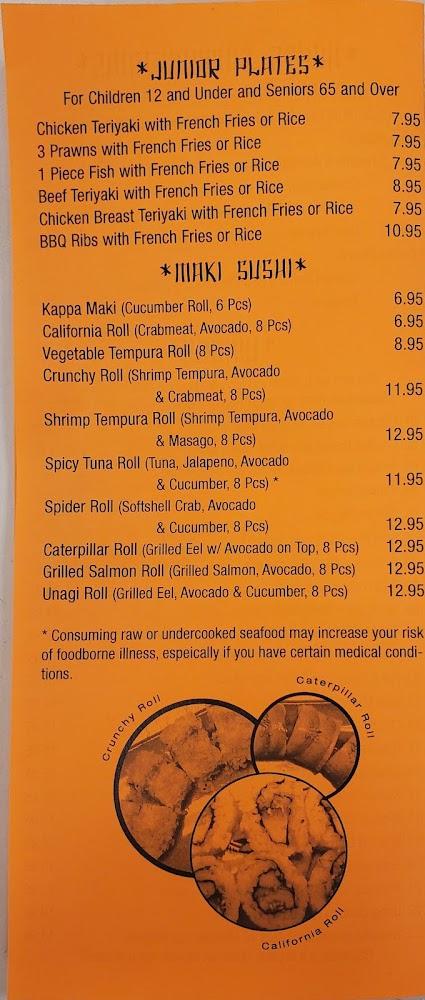 *JUNIOR PLATES*
For Children 12 and Under and Seniors 65 and Over
Chicken Teriyaki with French Fries or Rice 7.95
3 Prawns with French Fries or Rice 7.95
1 Piece Fish with French Fries or Rice 7.95
Beef Teriyaki with French Fries or Rice 8.95
Chicken Breast Teriyaki with French Fries or Rice 7.95
BBQ Ribs with French Fries or Rice 10.95
*MAKI SUSHI*
Kappa Maki (Cucumber Roll, 6 Pcs) 6.95
California Roll (Crabmeat, Avocado, 8 Pcs) 6.95
Vegetable Tempura Roll (8 Pcs) 8.95
Crunchy Roll (Shrimp Tempura, Avocado
& Crabmeat, 8 Pcs) 11.95
Shrimp Tempura Roll (Shrimp Tempura, Avocado
& Masago, 8 Pcs) 12.95
Spicy Tuna Roll (Tuna, Jalapeno, Avocado
& Cucumber, 8 Pcs) * 11.95
Spider Roll (Softshell Crab, Avocado
& Cucumber, 8 Pcs) 12.95
Caterpillar Roll (Grilled Eel w/ Avocado on Top, 8 Pcs) 12.95
Grilled Salmon Roll (Grilled Salmon, Avocado, 8 Pcs) 12.95
Unagi Roll (Grilled Eel, Avocado & Cucumber, 8 Pcs) 12.95
* Consuming raw or undercooked seafood may increase your risk
of foodborne illness, espeically if you have certain medical condi-
tions.
Crunchy Roll
Caterpillar Roll
California Roll